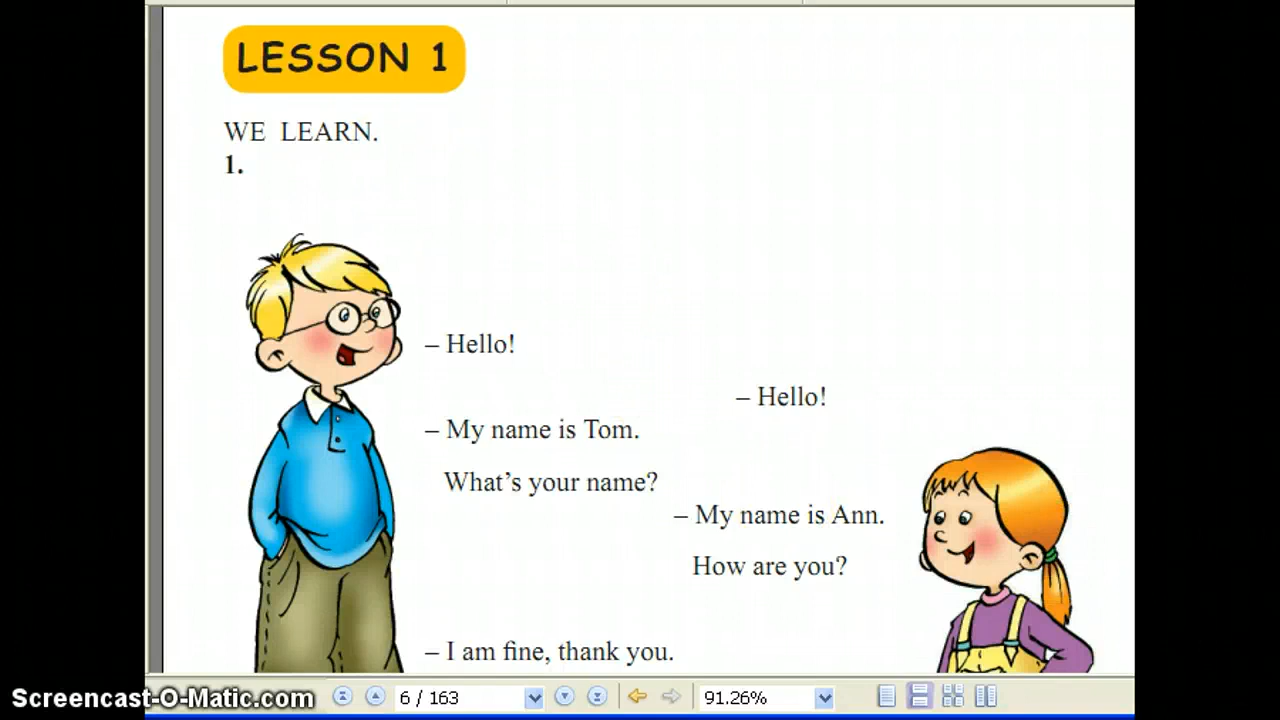 LESSON 1
WE LEARN.
1.
– Hello!
– Hello!
– My name is Tom.
What’s your name?
– My name is Ann.
How are you?
– I am fine, thank you.
Screencast-O-Matic.com
6 / 163
91.26%